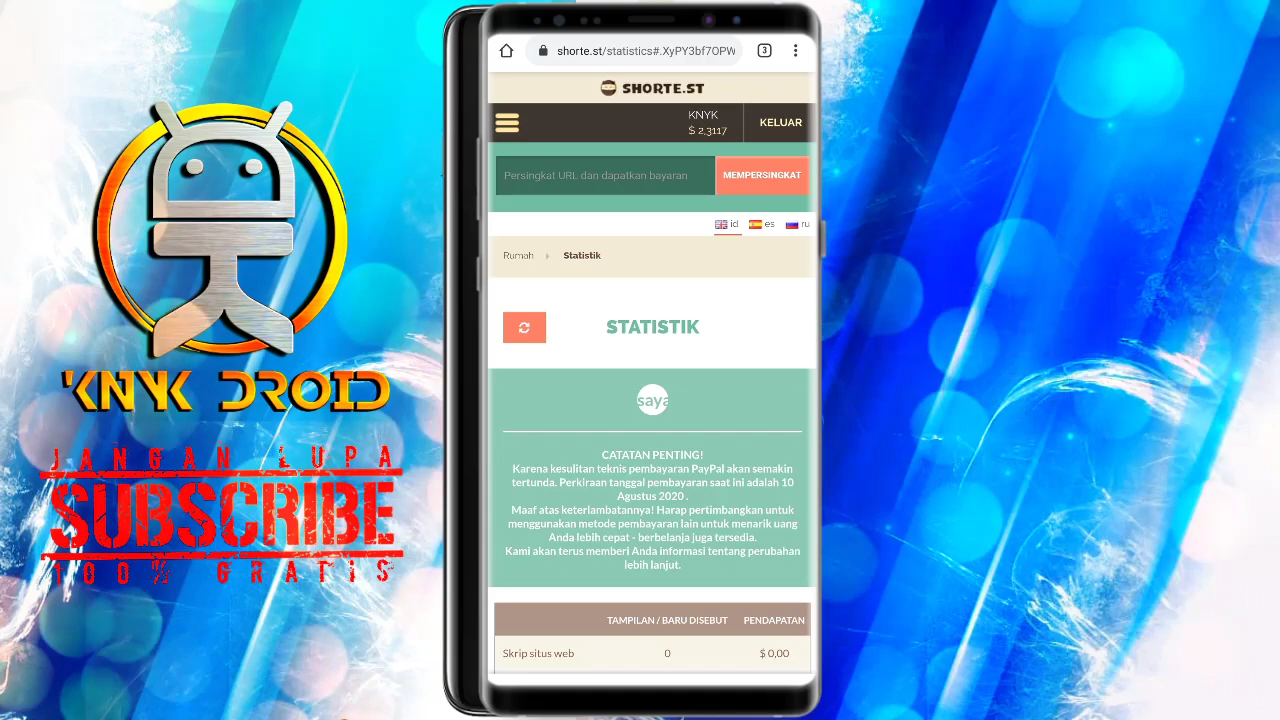 KNYK DROID
JANGAN LUPA
SUBSCRIBE
100% GRATIS
shorte.st/statistics#.XyPY3bf7OPW
3
SHORTE.ST
KNYK
$ 2,3117
KELUAR
Persingkat URL dan dapatkan bayaran
MEMPERSINGKAT
id es ru
Rumah Statistik
STATISTIK
saya
CATATAN PENTING!
Karena kesulitan teknis pembayaran PayPal akan semakin
tertunda. Perkiraan tanggal pembayaran saat ini adalah 10
Agustus 2020 .
Maaf atas keterlambatannya! Harap pertimbangkan untuk
menggunakan metode pembayaran lain untuk menarik uang
Anda lebih cepat - berbelanja juga tersedia.
Kami akan terus memberi Anda informasi tentang perubahan
lebih lanjut.
TAMPILAN / BARU DISEBUT PENDAPATAN
Skrip situs web 0 $ 0,00